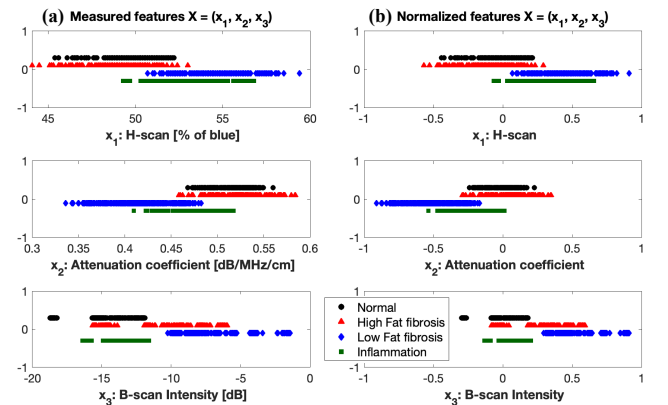 (a) Measured features X = (x1, x2, x3)
(b) Normalized features X = (x1, x2, x3)
1
0
-1
45 50 55 60
x1: H-scan [% of blue]
1
0
-1
-1 -0.5 0 0.5 1
x1: H-scan
1
0
-1
0.3 0.35 0.4 0.45 0.5 0.55 0.6
x2: Attenuation coefficient [dB/MHz/cm]
1
0
-1
-1 -0.5 0 0.5 1
x2: Attenuation coefficient
1
0
-1
-20 -15 -10 -5 0
x3: B-scan Intensity [dB]
Normal
High Fat fibrosis
Low Fat fibrosis
Inflammation
1
0
-0.5 0 0.5 1
x3: B-scan Intensity